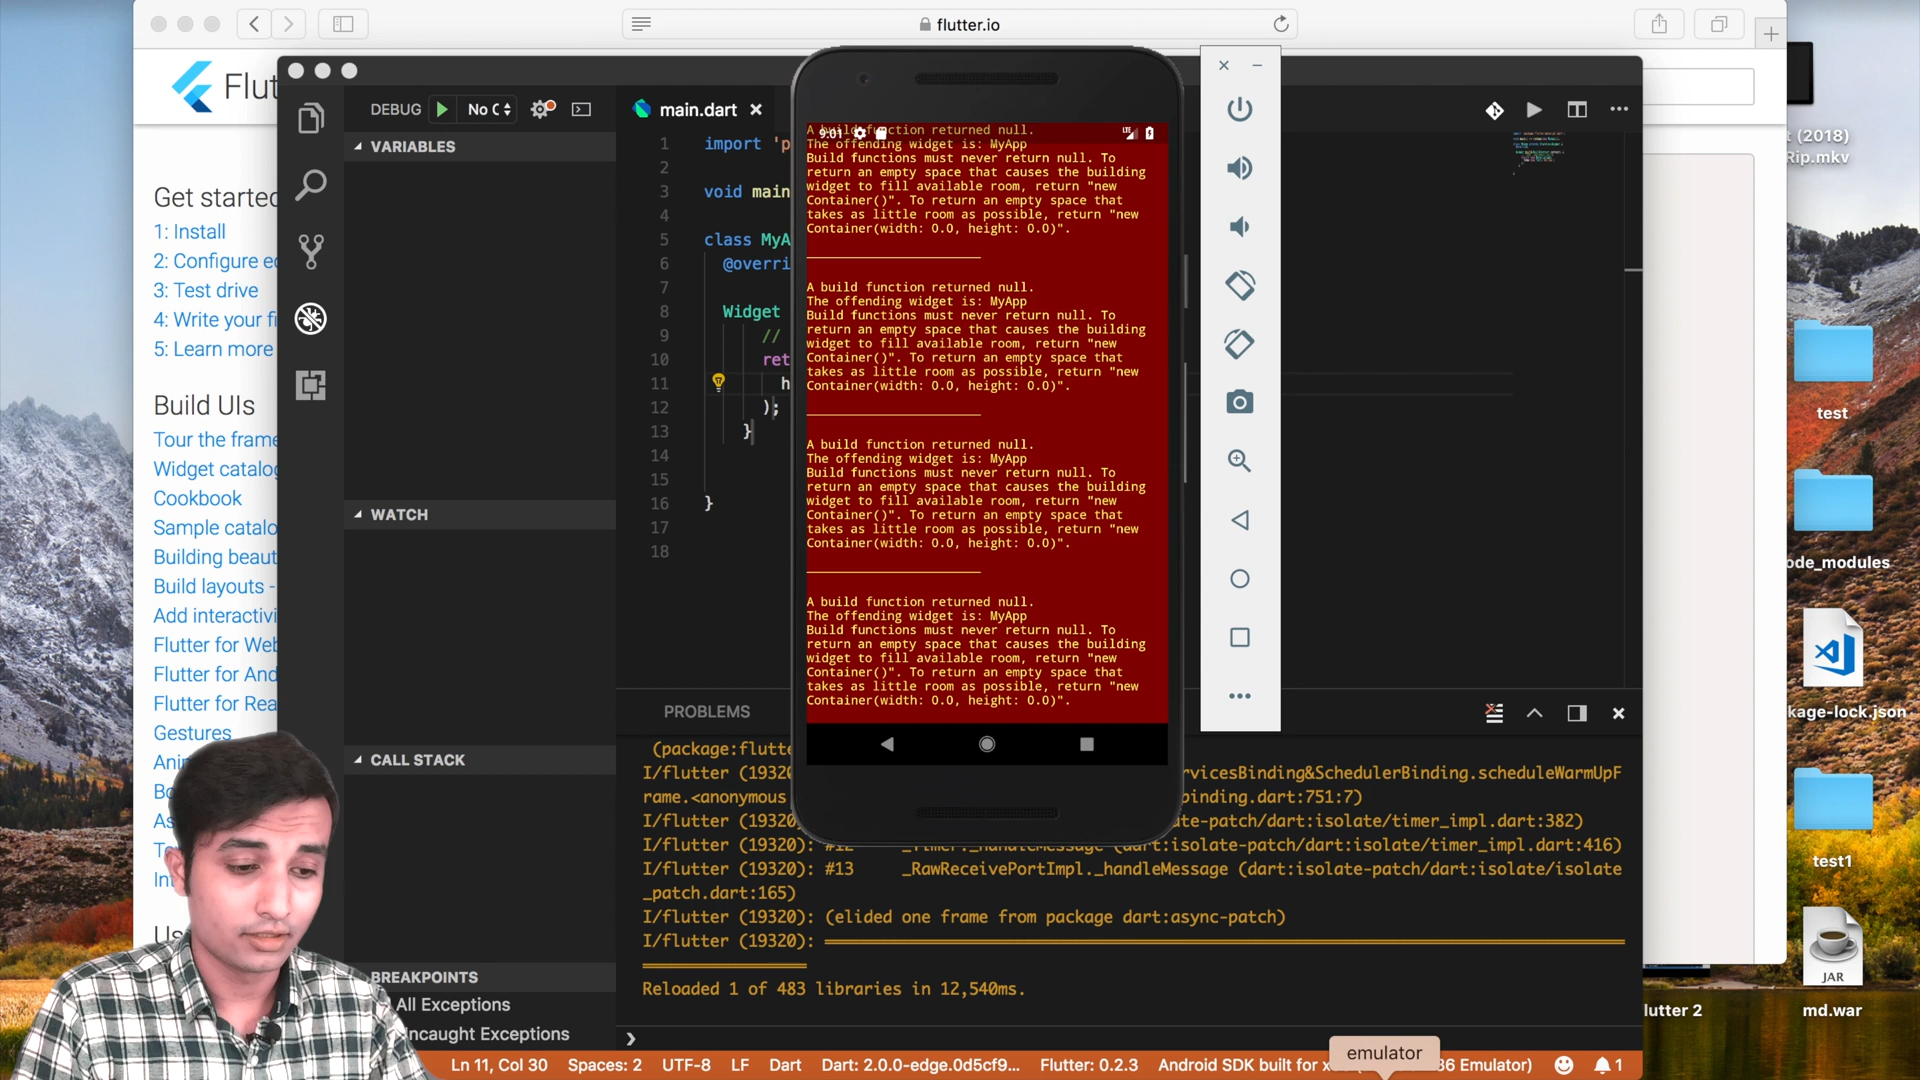 flutter.io
Flut
DEBUG
No C
main.dart
VARIABLES
WATCH
CALL STACK
BREAKPOINTS
All Exceptions
ncaught Exceptions
Get started
1: Install
2: Configure e
3: Test drive
4: Write your fi
5: Learn more
Build UIs
Tour the frame
Widget catalog
Cookbook
Sample catalo
Building beaut
Build layouts -
Add interactivi
Flutter for Web
Flutter for And
Flutter for Rea
Gestures
Anin
Bo
As
Te
Int
Us
1 import 'p
2
3 void main
4
5 class MyA
6 @overri
7
8 Widget
9 //
10 ret
11 h
12 );
13 }
14
15
16 }
17
18
9:01
LTE
A build function returned null.
The offending widget is: MyApp
Build functions must never return null. To
return an empty space that causes the building
widget to fill available room, return "new
Container()". To return an empty space that
takes as little room as possible, return "new
Container(width: 0.0, height: 0.0)".
A build function returned null.
The offending widget is: MyApp
Build functions must never return null. To
return an empty space that causes the building
widget to fill available room, return "new
Container()". To return an empty space that
takes as little room as possible, return "new
Container(width: 0.0, height: 0.0)".
A build function returned null.
The offending widget is: MyApp
Build functions must never return null. To
return an empty space that causes the building
widget to fill available room, return "new
Container()". To return an empty space that
takes as little room as possible, return "new
Container(width: 0.0, height: 0.0)".
A build function returned null.
The offending widget is: MyApp
Build functions must never return null. To
return an empty space that causes the building
widget to fill available room, return "new
Container()". To return an empty space that
takes as little room as possible, return "new
Container(width: 0.0, height: 0.0)".
PROBLEMS
(package:flutte
I/flutter (1932 rvicesBinding&SchedulerBinding.scheduleWarmUpF
rame.<anonymous binding.dart:751:7)
I/flutter (1932 ate-patch/dart:isolate/timer_impl.dart:382)
I/flutter (19320): #12 _Timer._handleMessage (dart:isolate-patch/dart:isolate/timer_impl.dart:416)
I/flutter (19320): #13 _RawReceivePortImpl._handleMessage (dart:isolate-patch/dart:isolate/isolate
_patch.dart:165)
I/flutter (19320): (elided one frame from package dart:async-patch)
I/flutter (19320):
Reloaded 1 of 483 libraries in 12,540ms.
Ln 11, Col 30 Spaces: 2 UTF-8 LF Dart Dart: 2.0.0-edge.0d5cf9... Flutter: 0.2.3 Android SDK built for x 86 Emulator) 1
emulator
t (2018)
Rip.mkv
test
ode_modules
kage-lock.json
test1
JAR
lutter 2
md.war